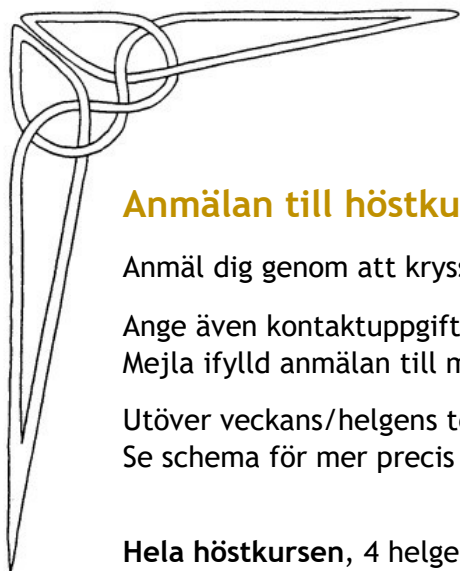 Anmälan till
Anmäl dig genom att
Ange även
Mejla ifylld anmälan till
Utöver veckans/helgens
Se schema för mer precis
Hela höstkursen, 4